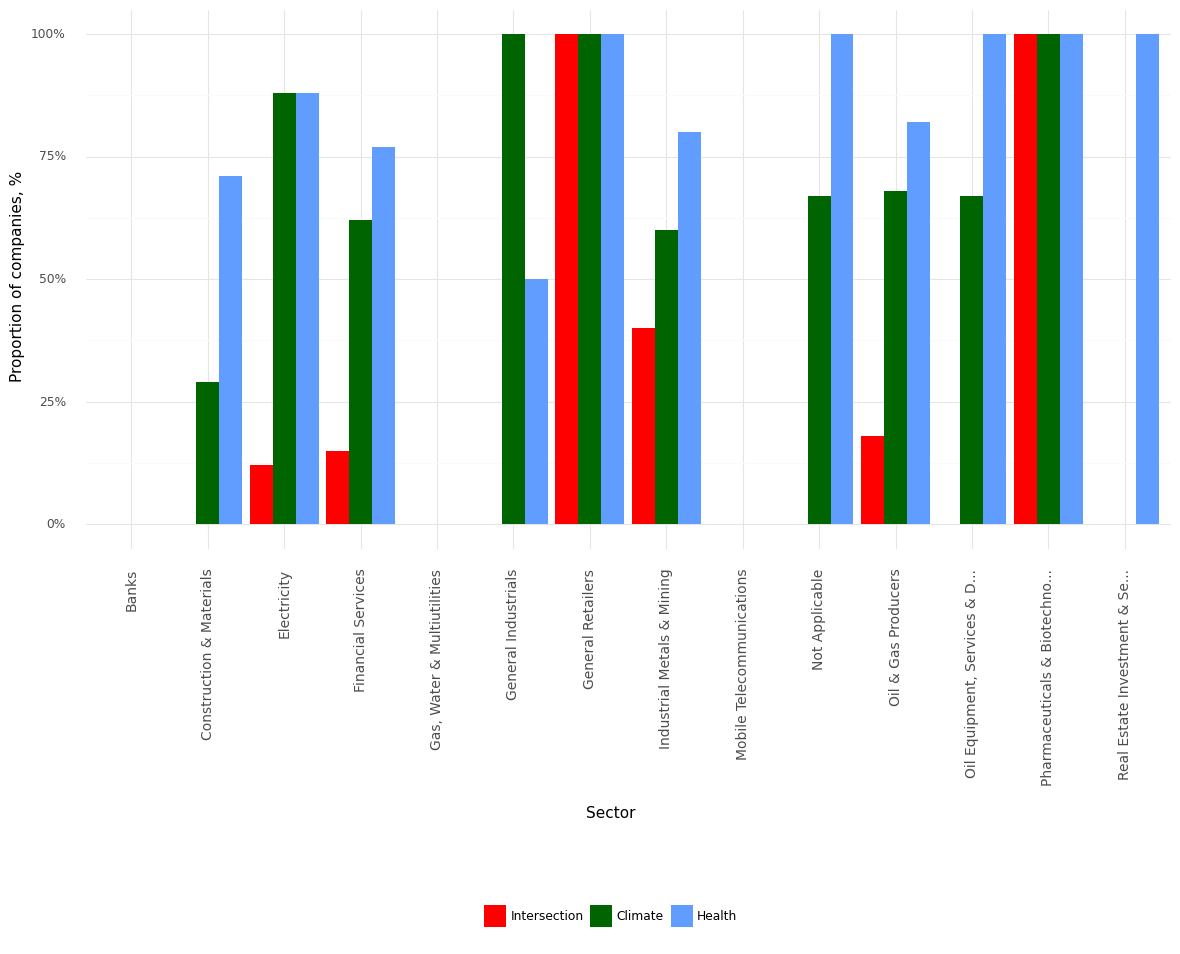 Proportion of companies, %
100%
75%
50%
25%
0%
Banks
Construction & Materials
Electricity
Financial Services
Gas, Water & Multiutilities
General Industrials
General Retailers
Industrial Metals & Mining
Mobile Telecommunications
Not Applicable
Oil & Gas Producers
Oil Equipment, Services & D...
Pharmaceuticals & Biotechno...
Real Estate Investment & Se...
Sector
Intersection Climate Health